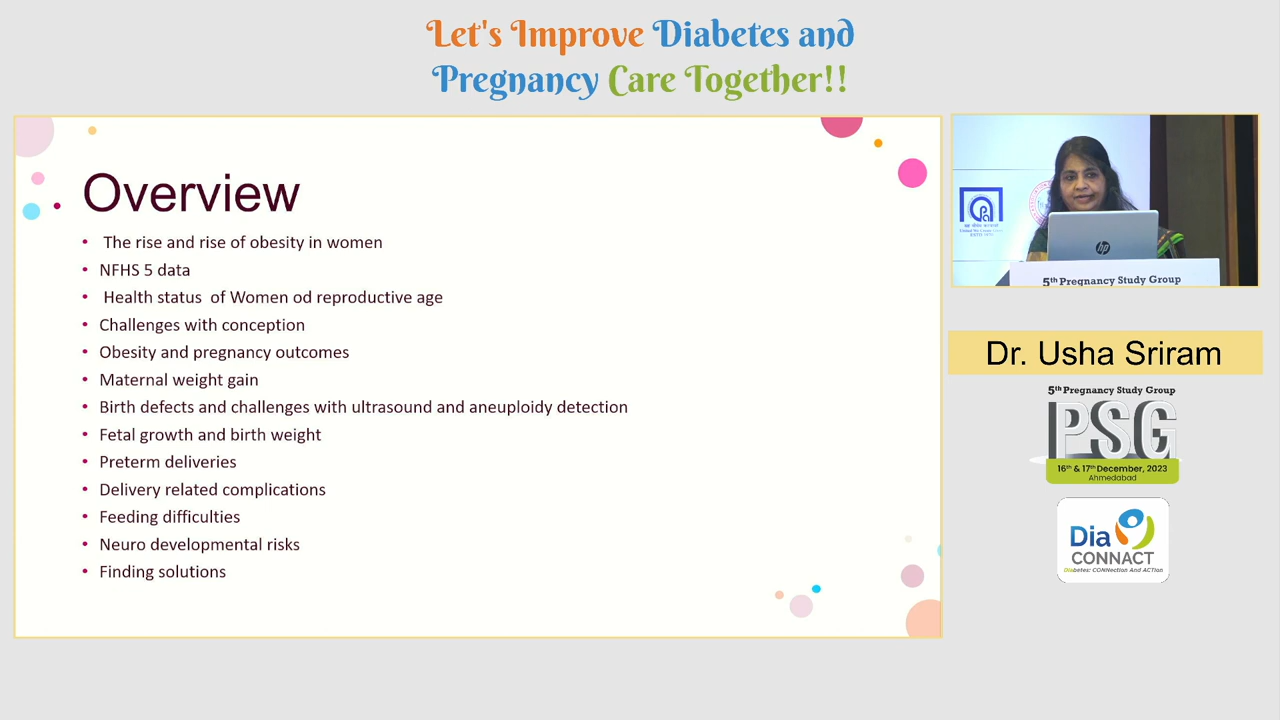 Let's Improve Diabetes and
Pregnancy Care Together!!
Overview
• The rise and rise of obesity in women
• NFHS 5 data
• Health status of Women od reproductive age
• Challenges with conception
• Obesity and pregnancy outcomes
• Maternal weight gain
• Birth defects and challenges with ultrasound and aneuploidy detection
• Fetal growth and birth weight
• Preterm deliveries
• Delivery related complications
• Feeding difficulties
• Neuro developmental risks
• Finding solutions
hp
5th Pregnancy Study Group
Dr. Usha Sriram
5th Pregnancy Study Group
PSG
16th & 17th December, 2023
Ahmedabad
Dia
CONNACT
Diabetes: CONNection And ACTion